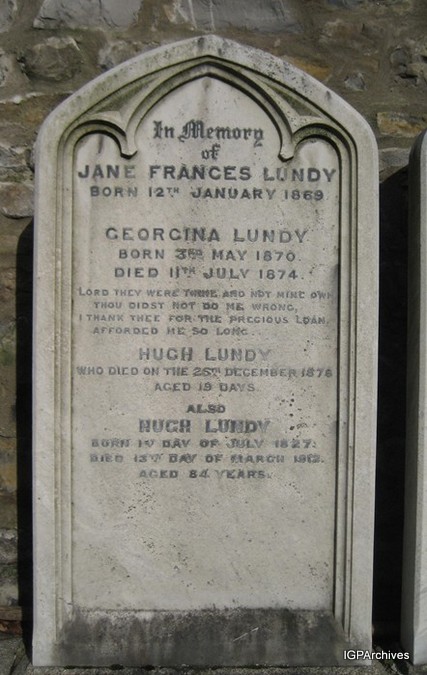 In Memory
of
JANE FRANCES LUNDY
BORN 12TH JANUARY 1869
GEORGINA LUNDY
BORN 3RD MAY 1870.
DIED 11TH JULY 1874.
LORD THEY WERE THINE AND NOT MINE OWN
THOU DIDST NOT DO ME WRONG,
I THANK THEE FOR THE PRECIOUS LOAN,
AFFORDED ME SO LONG.
HUGH LUNDY
WHO DIED ON THE 25TH DECEMBER 1876
AGED 19 DAYS.
ALSO
HUGH LUNDY
BORN 1ST DAY OF JULY 1827:
DIED 13TH DAY OF MARCH 1912.
AGED 84 YEARS.
IGPArchives